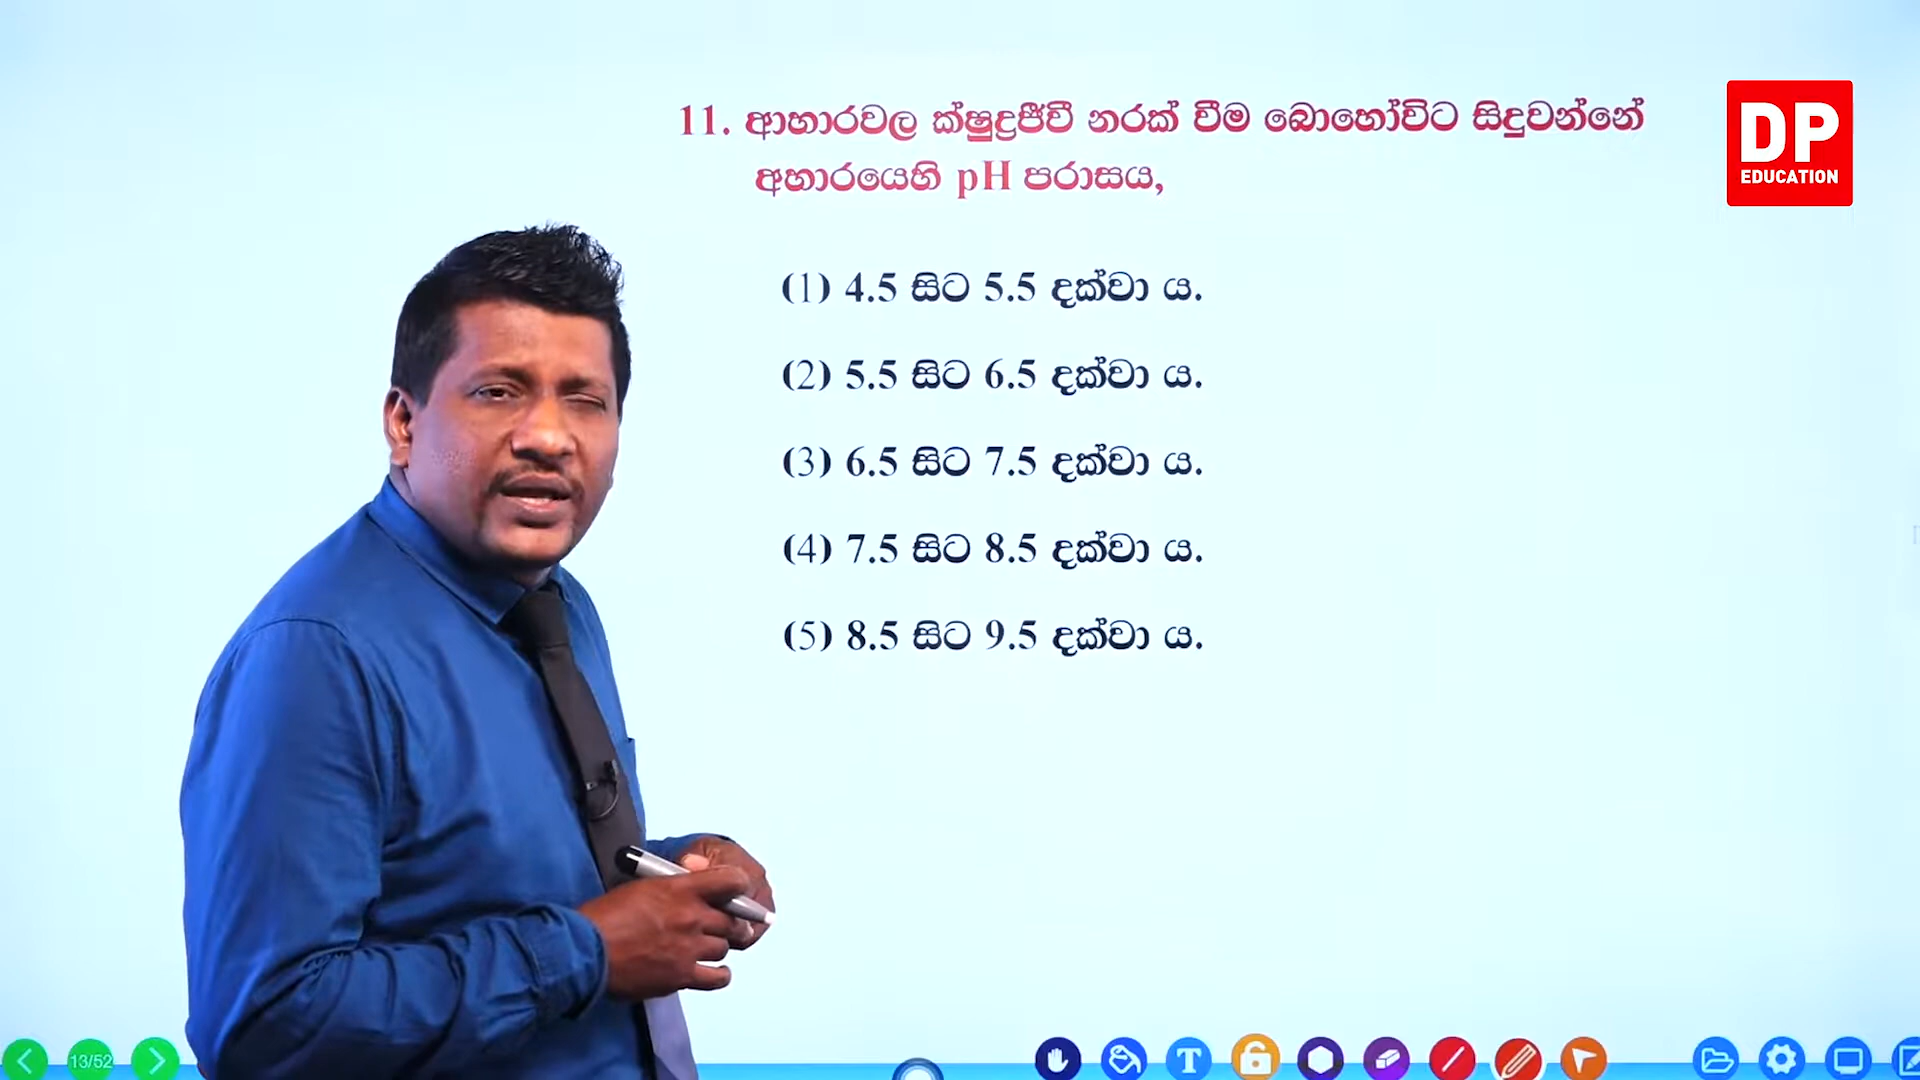 11. ආහාරවල ක්ෂුද්‍රජීවී නරක් වීම බොහෝවිට සිදුවන්නේ
අහාරයෙහි pH පරාසය,
(1) 4.5 සිට 5.5 දක්වා ය.
(2) 5.5 සිට 6.5 දක්වා ය.
(3) 6.5 සිට 7.5 දක්වා ය.
(4) 7.5 සිට 8.5 දක්වා ය.
(5) 8.5 සිට 9.5 දක්වා ය.
DP
EDUCATION
13/52
T